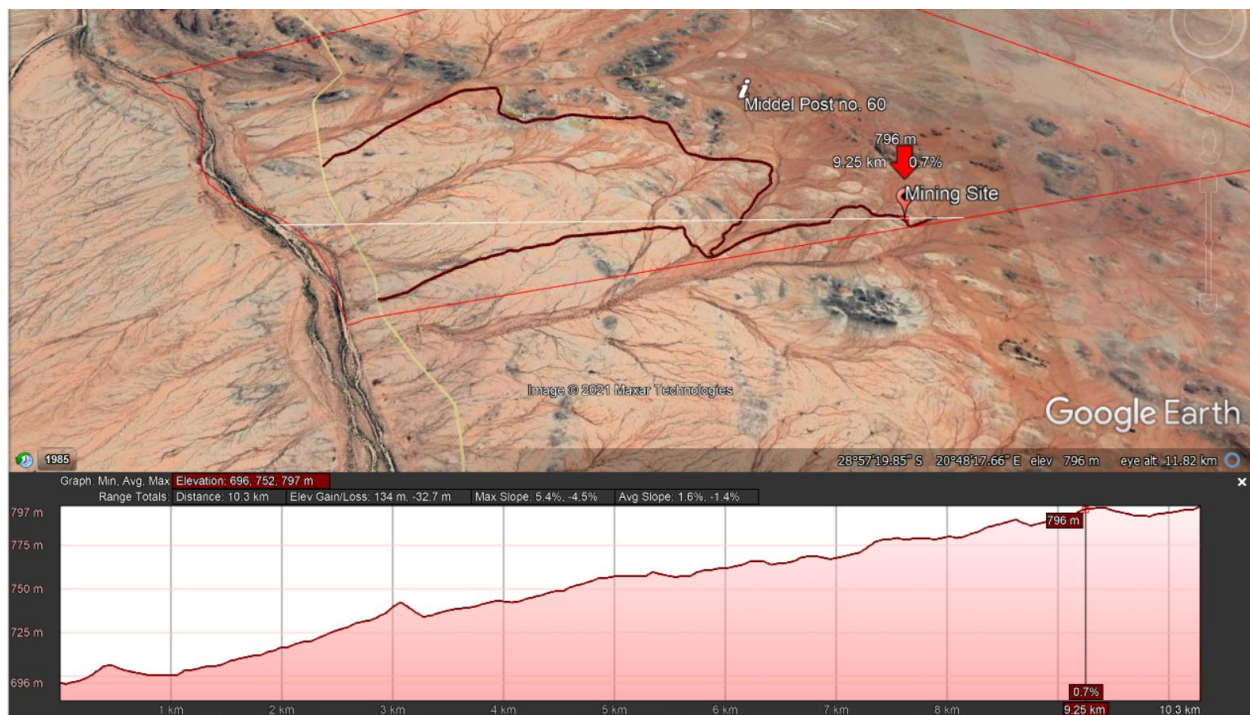 Middel Post no. 60
796 m
9.25 km 0.7%
Mining Site
Image © 2021 Maxar Technologies
Google Earth
1985
28°57'19.85" S 20°48'17.66" E elev 796 m eye alt 11.82 km
Graph: Min, Avg, Max Elevation: 696, 752, 797 m
Range Totals: Distance: 10.3 km Elev Gain/Loss: 134 m, -32.7 m Max Slope: 5.4%, -4.5% Avg Slope: 1.6%, -1.4%
797 m
796 m
775 m
750 m
725 m
696 m
0.7%
1 km 2 km 3 km 4 km 5 km 6 km 7 km 8 km 9.25 km 10.3 km